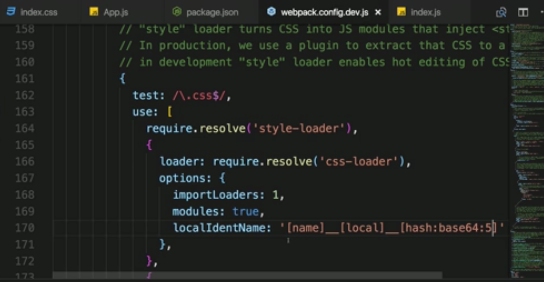 index.css
App.js
package.json
webpack.config.dev.js
index.js
158 // "style" loader turns CSS into JS modules that inject <st
159 // In production, we use a plugin to extract that CSS to a
160 // in development "style" loader enables hot editing of CSS
161 {
162 test: /\.css$/,
163 use: [
164 require.resolve('style-loader'),
165 {
166 loader: require.resolve('css-loader'),
167 options: {
168 importLoaders: 1,
169 modules: true,
170 localIdentName: '[name]__[local]__[hash:base64:5]'
171 },
172 },
173 {